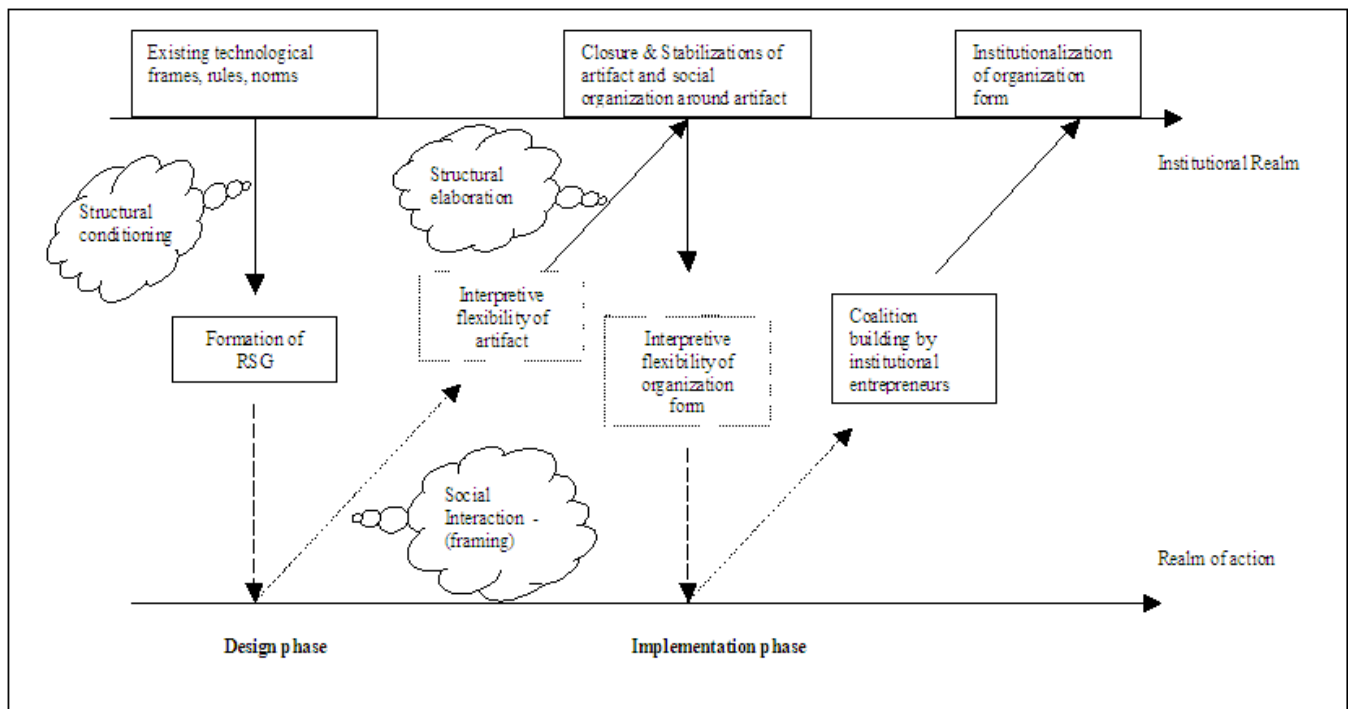 Existing technological
frames, rules, norms
Closure & Stabilizations of
artifact and social
organization around artifact
Institutionalization
of organization
form
Institutional Realm
Structural
conditioning
Structural
elaboration
Formation of
RSG
Interpretive
flexibility of
artifact
Interpretive
flexibility of
organization
form
Coalition
building by
institutional
entrepreneurs
Social
Interaction -
(framing)
Realm of action
Design phase
Implementation phase